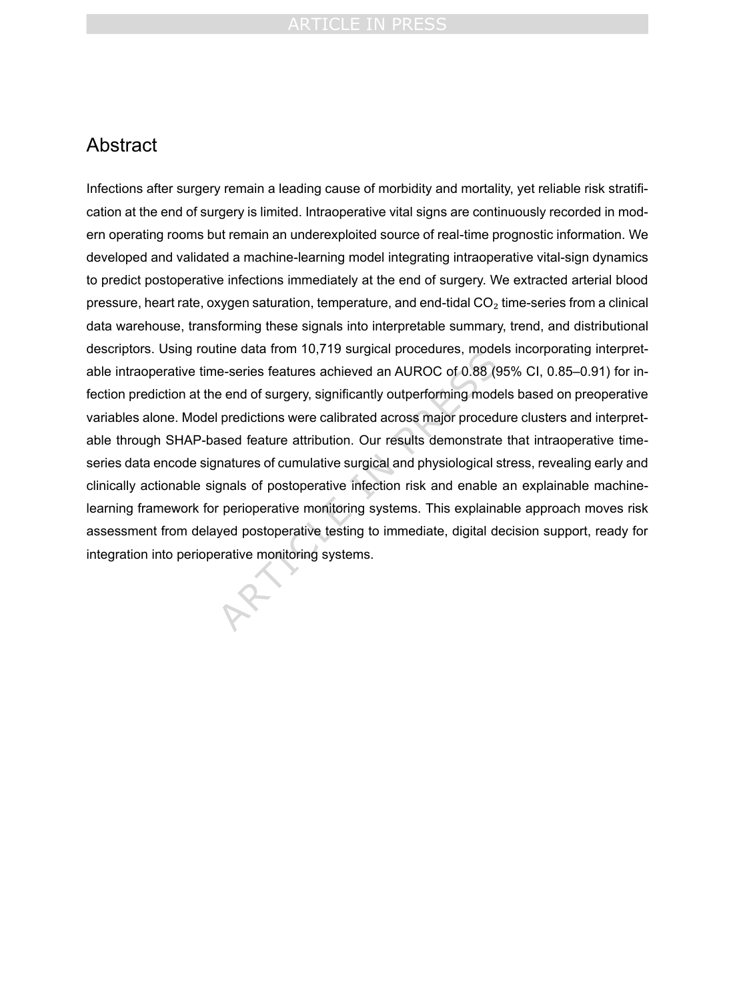 ARTICLE IN PRESS
Abstract
Infections after surgery remain a leading cause of morbidity and mortality, yet reliable risk stratifi-
cation at the end of surgery is limited. Intraoperative vital signs are continuously recorded in mod-
ern operating rooms but remain an underexploited source of real-time prognostic information. We
developed and validated a machine-learning model integrating intraoperative vital-sign dynamics
to predict postoperative infections immediately at the end of surgery. We extracted arterial blood
pressure, heart rate, oxygen saturation, temperature, and end-tidal CO₂ time-series from a clinical
data warehouse, transforming these signals into interpretable summary, trend, and distributional
descriptors. Using routine data from 10,719 surgical procedures, models incorporating interpret-
able intraoperative time-series features achieved an AUROC of 0.88 (95% CI, 0.85–0.91) for in-
fection prediction at the end of surgery, significantly outperforming models based on preoperative
variables alone. Model predictions were calibrated across major procedure clusters and interpret-
able through SHAP-based feature attribution. Our results demonstrate that intraoperative time-
series data encode signatures of cumulative surgical and physiological stress, revealing early and
clinically actionable signals of postoperative infection risk and enable an explainable machine-
learning framework for perioperative monitoring systems. This explainable approach moves risk
assessment from delayed postoperative testing to immediate, digital decision support, ready for
integration into perioperative monitoring systems.
ARTICLE IN PRESS